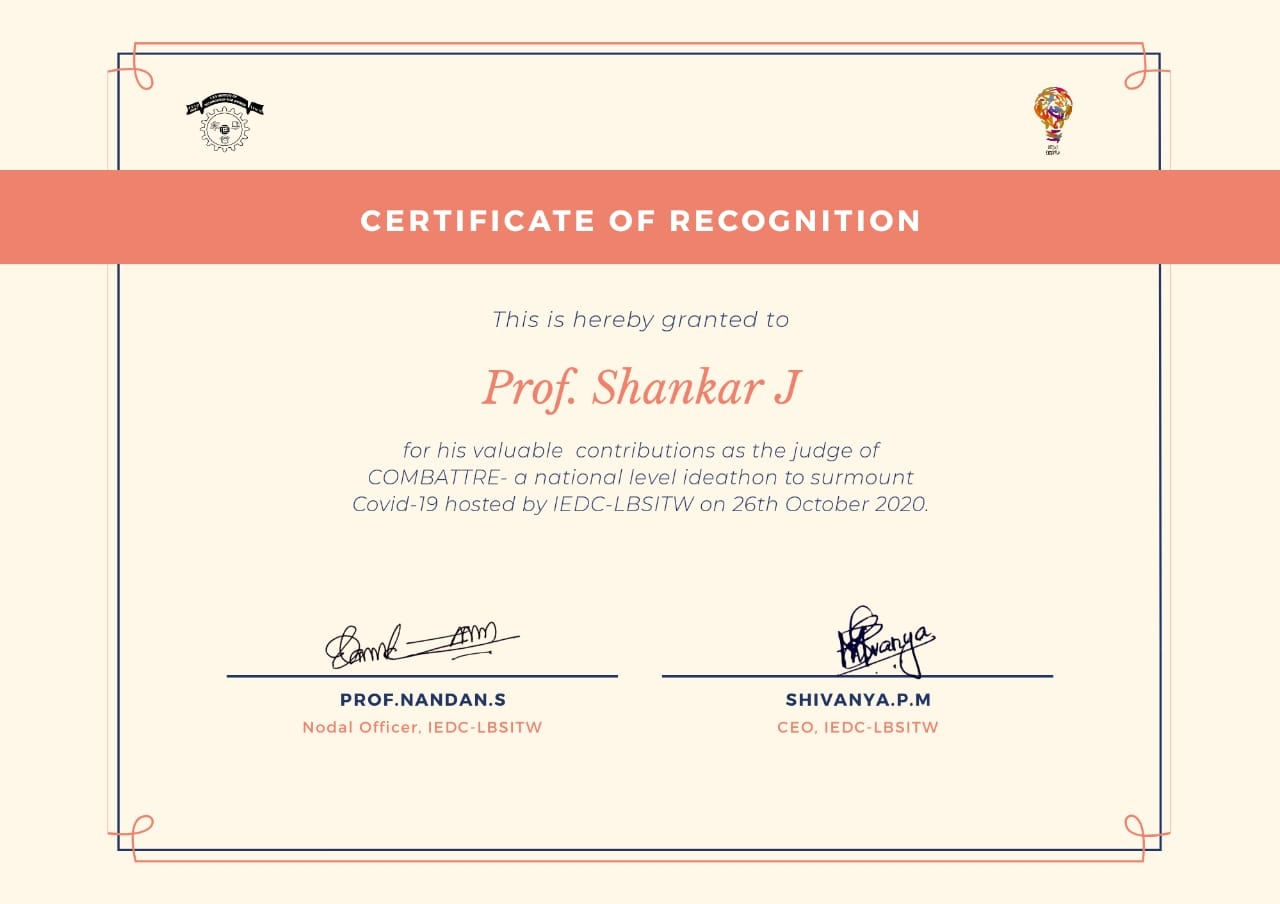 CERTIFICATE OF RECOGNITION
This is hereby granted to
Prof. Shankar J
for his valuable contributions as the judge of
COMBATTRE- a national level ideathon to surmount
Covid-19 hosted by IEDC-LBSITW on 26th October 2020.
PROF.NANDAN.S
Nodal Officer, IEDC-LBSITW
SHIVANYA.P.M
CEO, IEDC-LBSITW